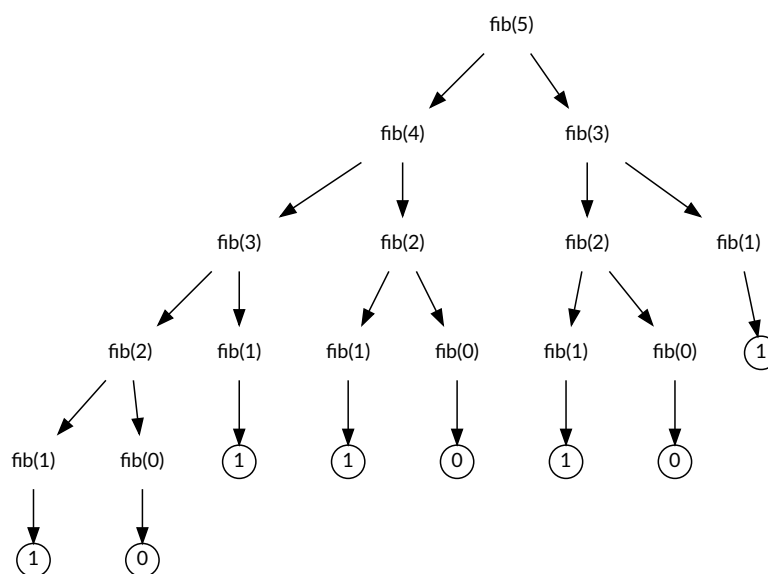 fib(5)
fib(4) fib(3)
fib(3) fib(2) fib(2) fib(1)
fib(2) fib(1) fib(1) fib(0) fib(1) fib(0) 1
fib(1) fib(0) 1 1 0 1 0
1 0